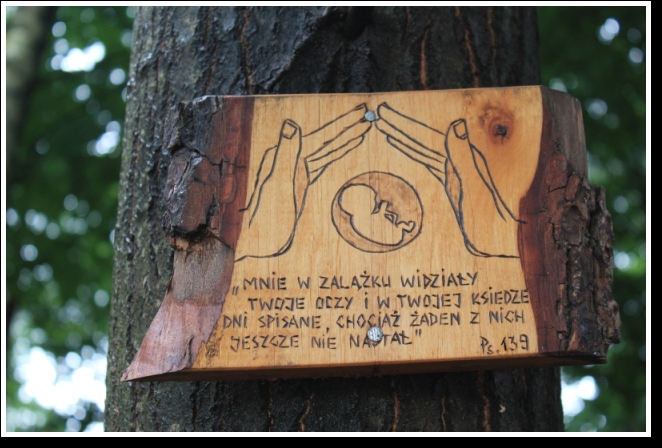 „MNIE W ZALĄŻKU WIDZIAŁY
TWOJE OCZY I W TWOJEJ KSIĘDZE
DNI SPISANE, CHOCIAŻ ŻADEN Z NICH
JESZCZE NIE NASTAŁ”
Ps. 139